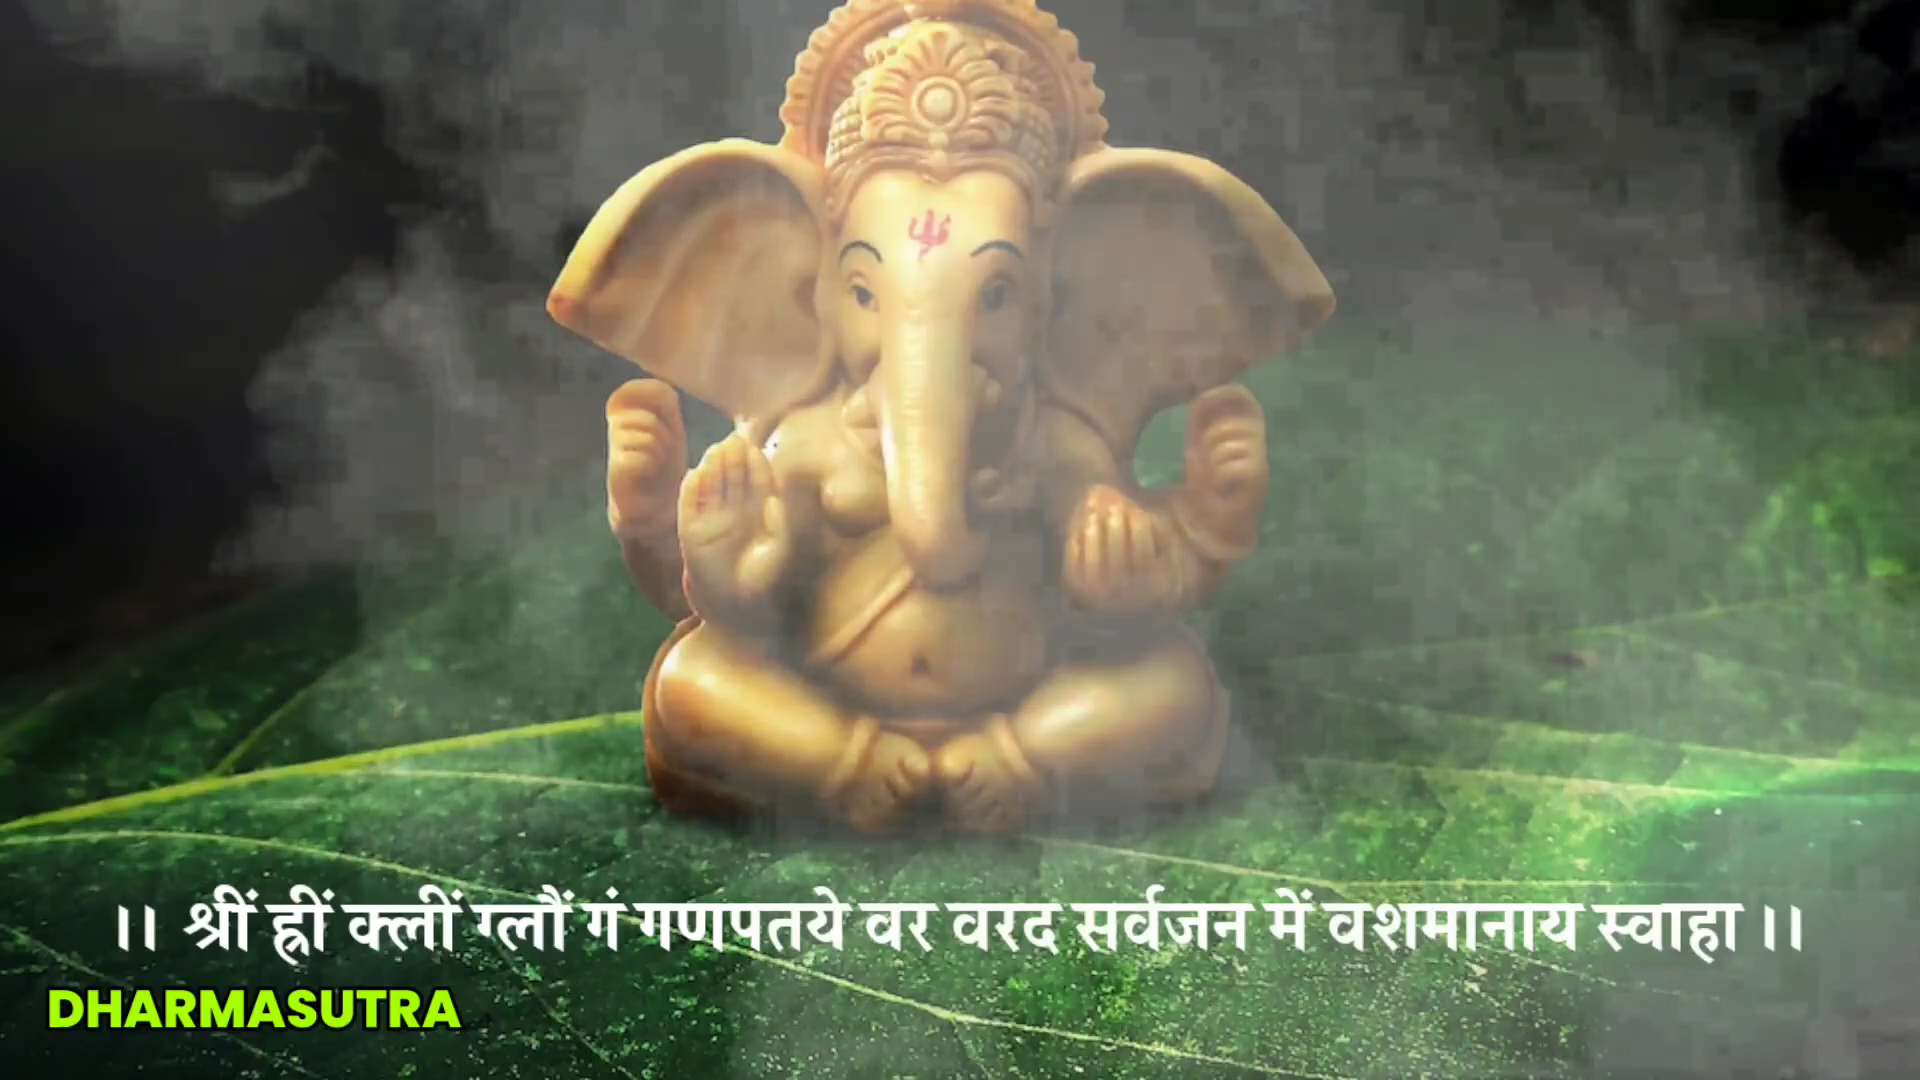 ।। श्रीं ह्रीं क्लीं ग्लौं गं गणपतये वर वरद सर्वजन में वशमानाय स्वाहा ।।
DHARMASUTRA